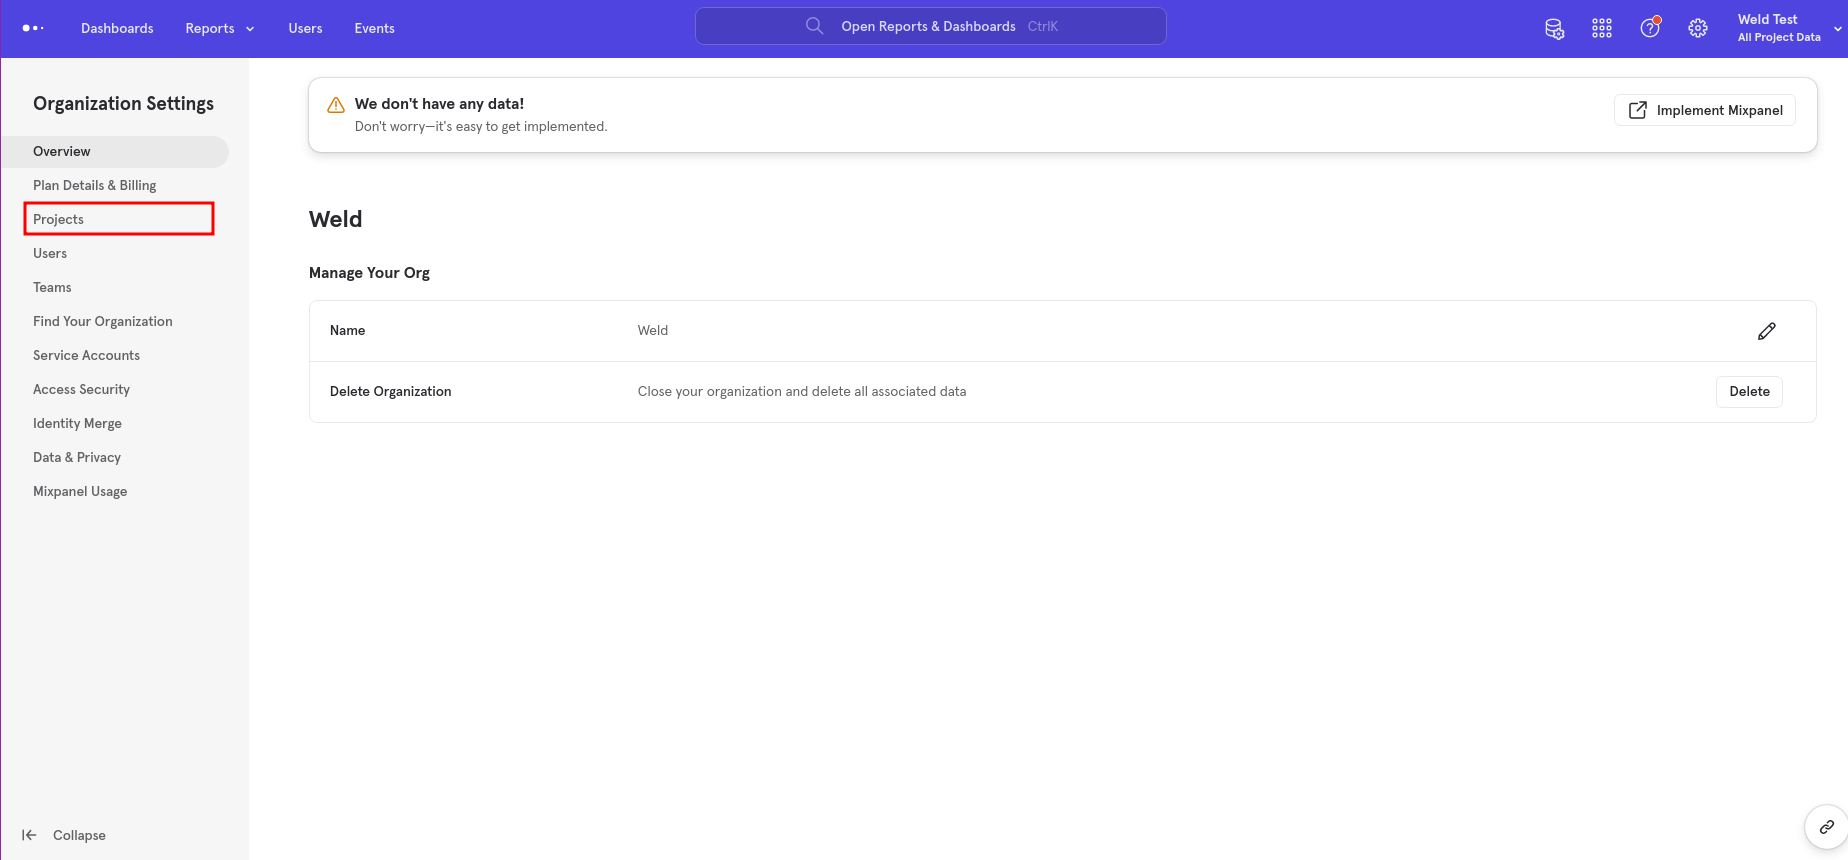 Dashboards Reports Users Events
Open Reports & Dashboards CtrlK
Weld Test
All Project Data
Organization Settings
Overview
Plan Details & Billing
Projects
Users
Teams
Find Your Organization
Service Accounts
Access Security
Identity Merge
Data & Privacy
Mixpanel Usage
Collapse
We don't have any data!
Don't worry—it's easy to get implemented.
Implement Mixpanel
Weld
Manage Your Org
Name Weld
Delete Organization Close your organization and delete all associated data Delete